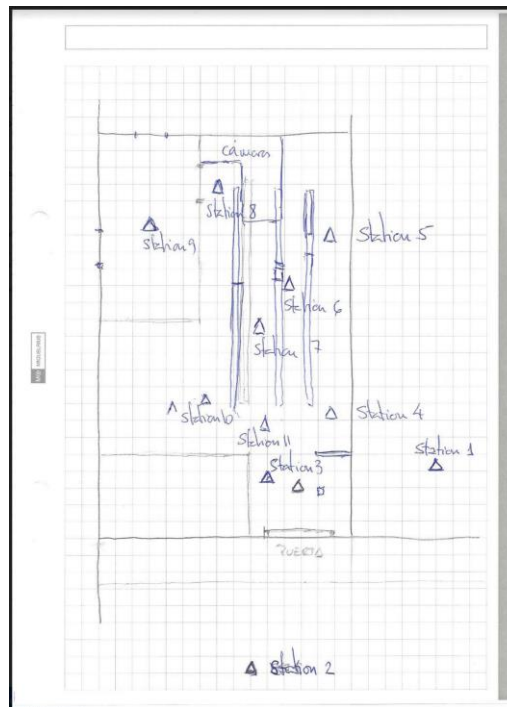 cámaras
Station 8
Station 9
Station 5
Station 6
Station 7
Station 10
Station 4
Station 11
Station 3
Station 1
PUERTA
Station 2